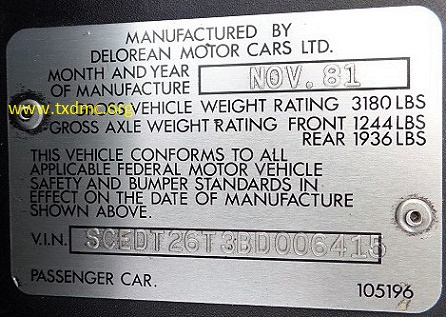 MANUFACTURED BY
DELOREAN MOTOR CARS LTD.
MONTH AND YEAR
OF MANUFACTURE
NOV.81
www.txdmc.org
VEHICLE WEIGHT RATING 3180 LBS
GROSS AXLE WEIGHT RATING FRONT 1244 LBS
REAR 1936 LBS
THIS VEHICLE CONFORMS TO ALL
APPLICABLE FEDERAL MOTOR VEHICLE
SAFETY AND BUMPER STANDARDS IN
EFFECT ON THE DATE OF MANUFACTURE
SHOWN ABOVE.
V.I.N. SCEDT26T3BD006415
PASSENGER CAR. 105196